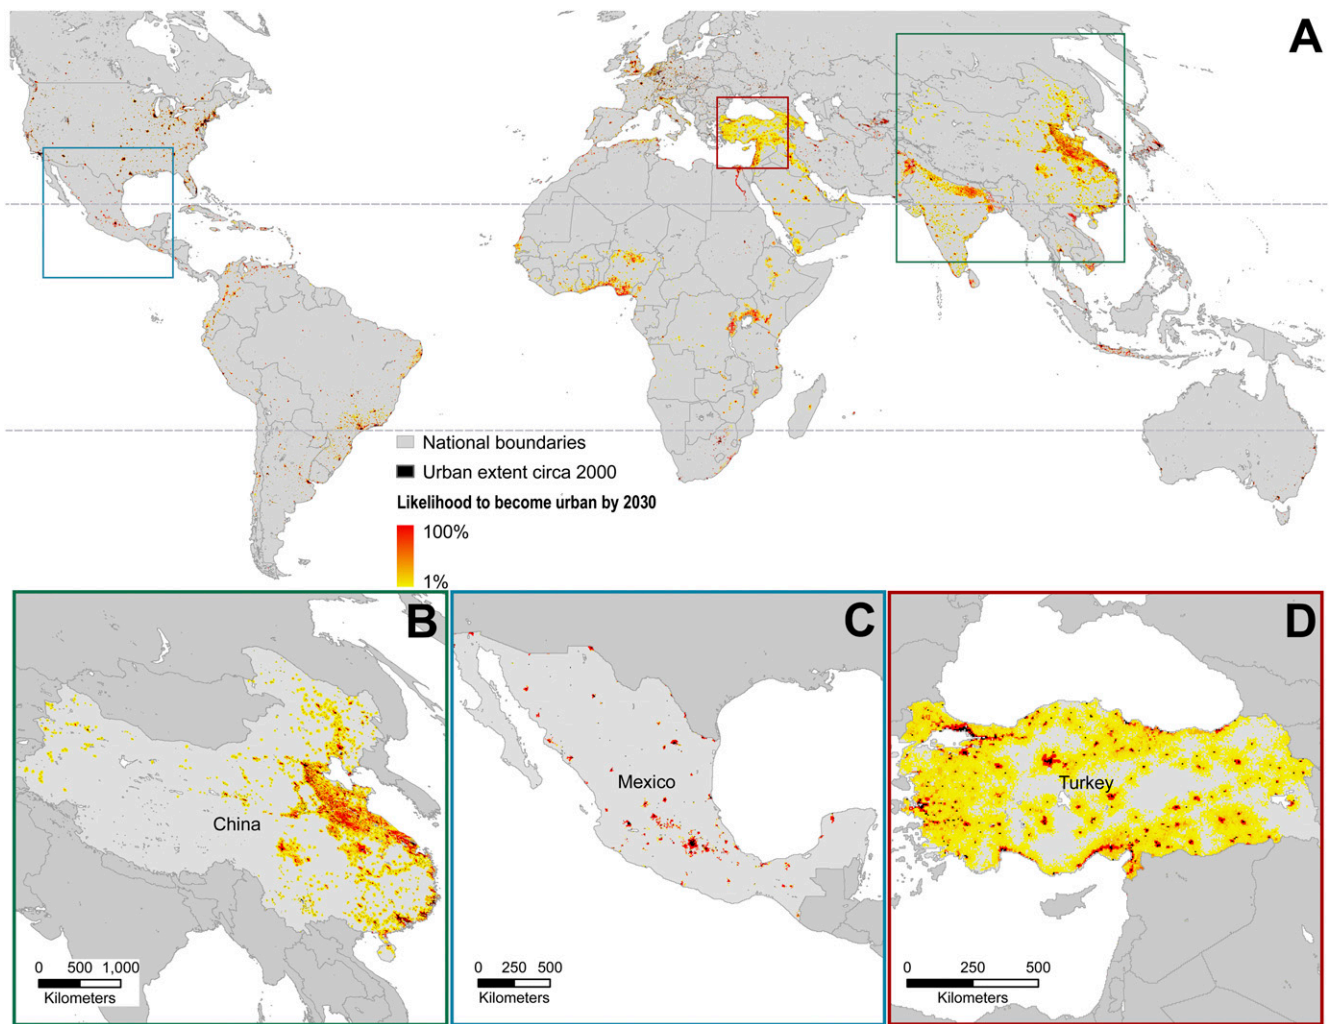 A
National boundaries
Urban extent circa 2000
Likelihood to become urban by 2030
100%
1%
B
China
0 500 1,000
Kilometers
C
Mexico
0 250 500
Kilometers
D
Turkey
0 250 500
Kilometers